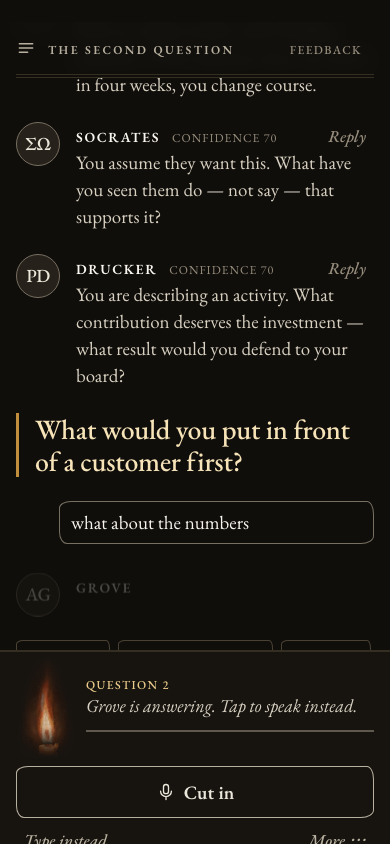 THE SECOND QUESTION
FEEDBACK
in four weeks, you change course.
ΣΩ
SOCRATES CONFIDENCE 70 Reply
You assume they want this. What have
you seen them do — not say — that
supports it?
PD
DRUCKER CONFIDENCE 70 Reply
You are describing an activity. What
contribution deserves the investment —
what result would you defend to your
board?
What would you put in front
of a customer first?
what about the numbers
AG
GROVE
QUESTION 2
Grove is answering. Tap to speak instead.
Cut in
Type instead
More ···